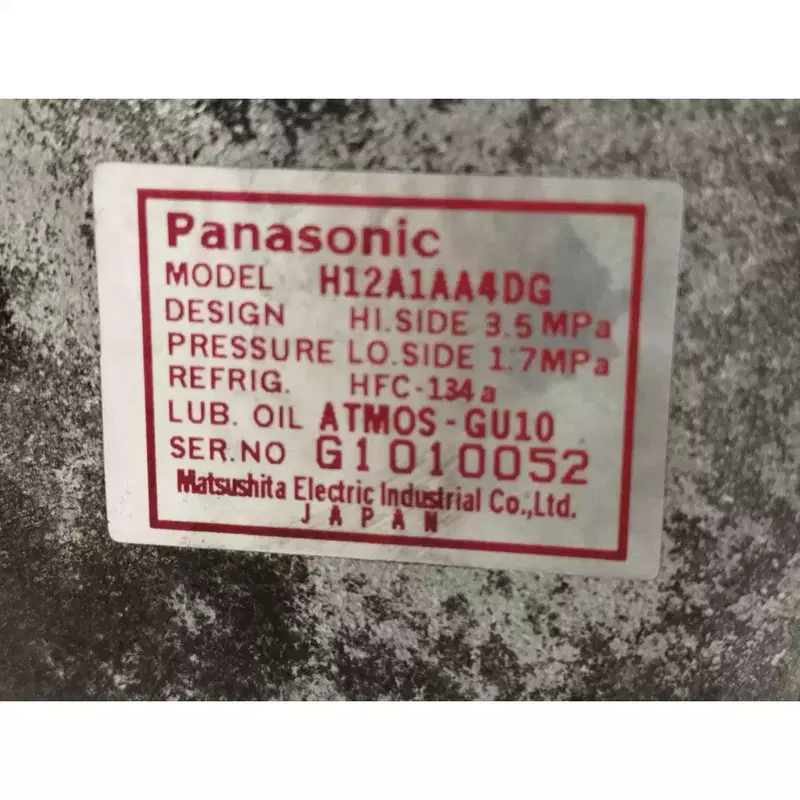 Panasonic
MODEL H12A1AA4DG
DESIGN HI.SIDE 3.5 MPa
PRESSURE LO.SIDE 1.7MPa
REFRIG. HFC-134a
LUB. OIL ATMOS-GU10
SER.NO G1010052
Matsushita Electric Industrial Co.,Ltd.
JAPAN